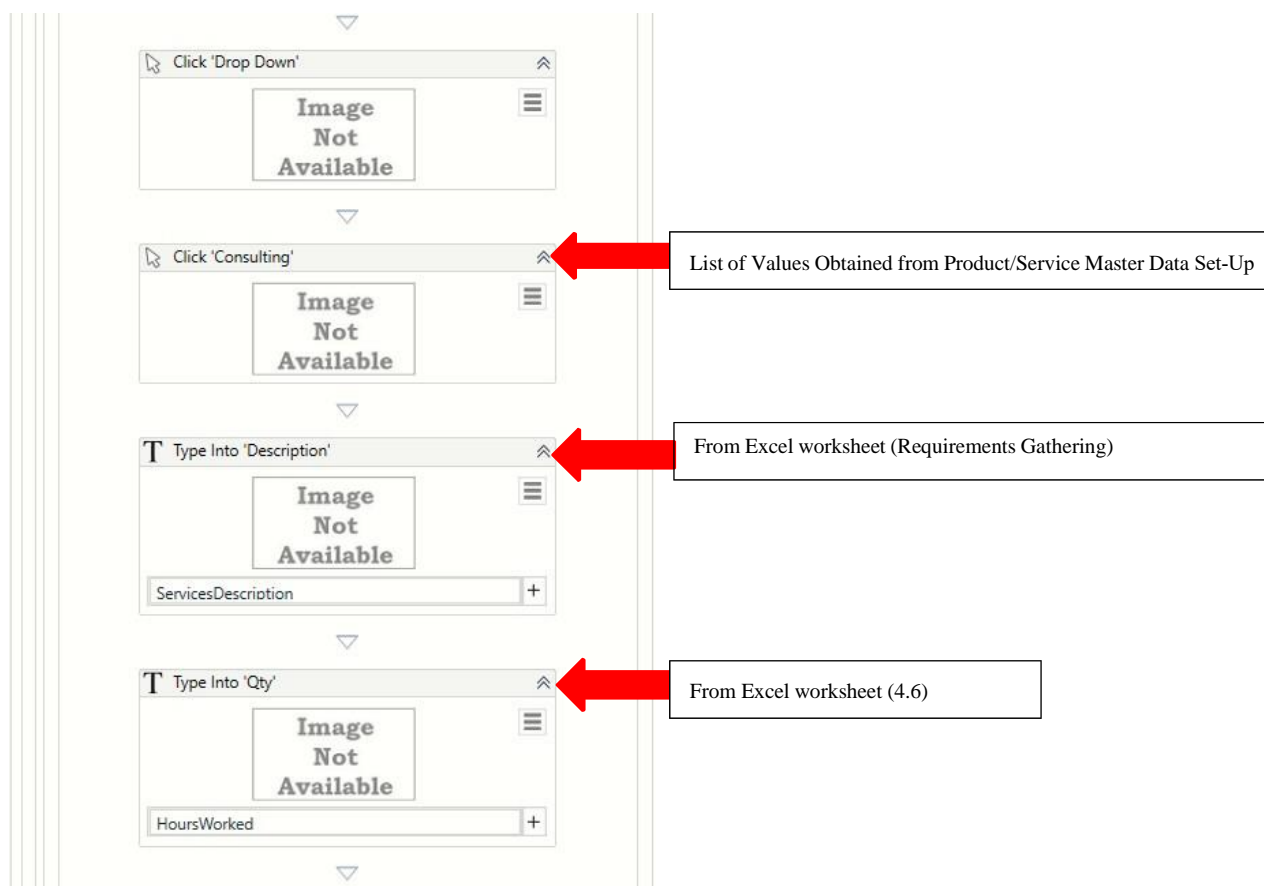 Click 'Drop Down'
Image
Not
Available
Click 'Consulting'
List of Values Obtained from Product/Service Master Data Set-Up
Image
Not
Available
T Type Into 'Description'
From Excel worksheet (Requirements Gathering)
Image
Not
Available
ServicesDescription +
T Type Into 'Qty'
From Excel worksheet (4.6)
Image
Not
Available
HoursWorked +